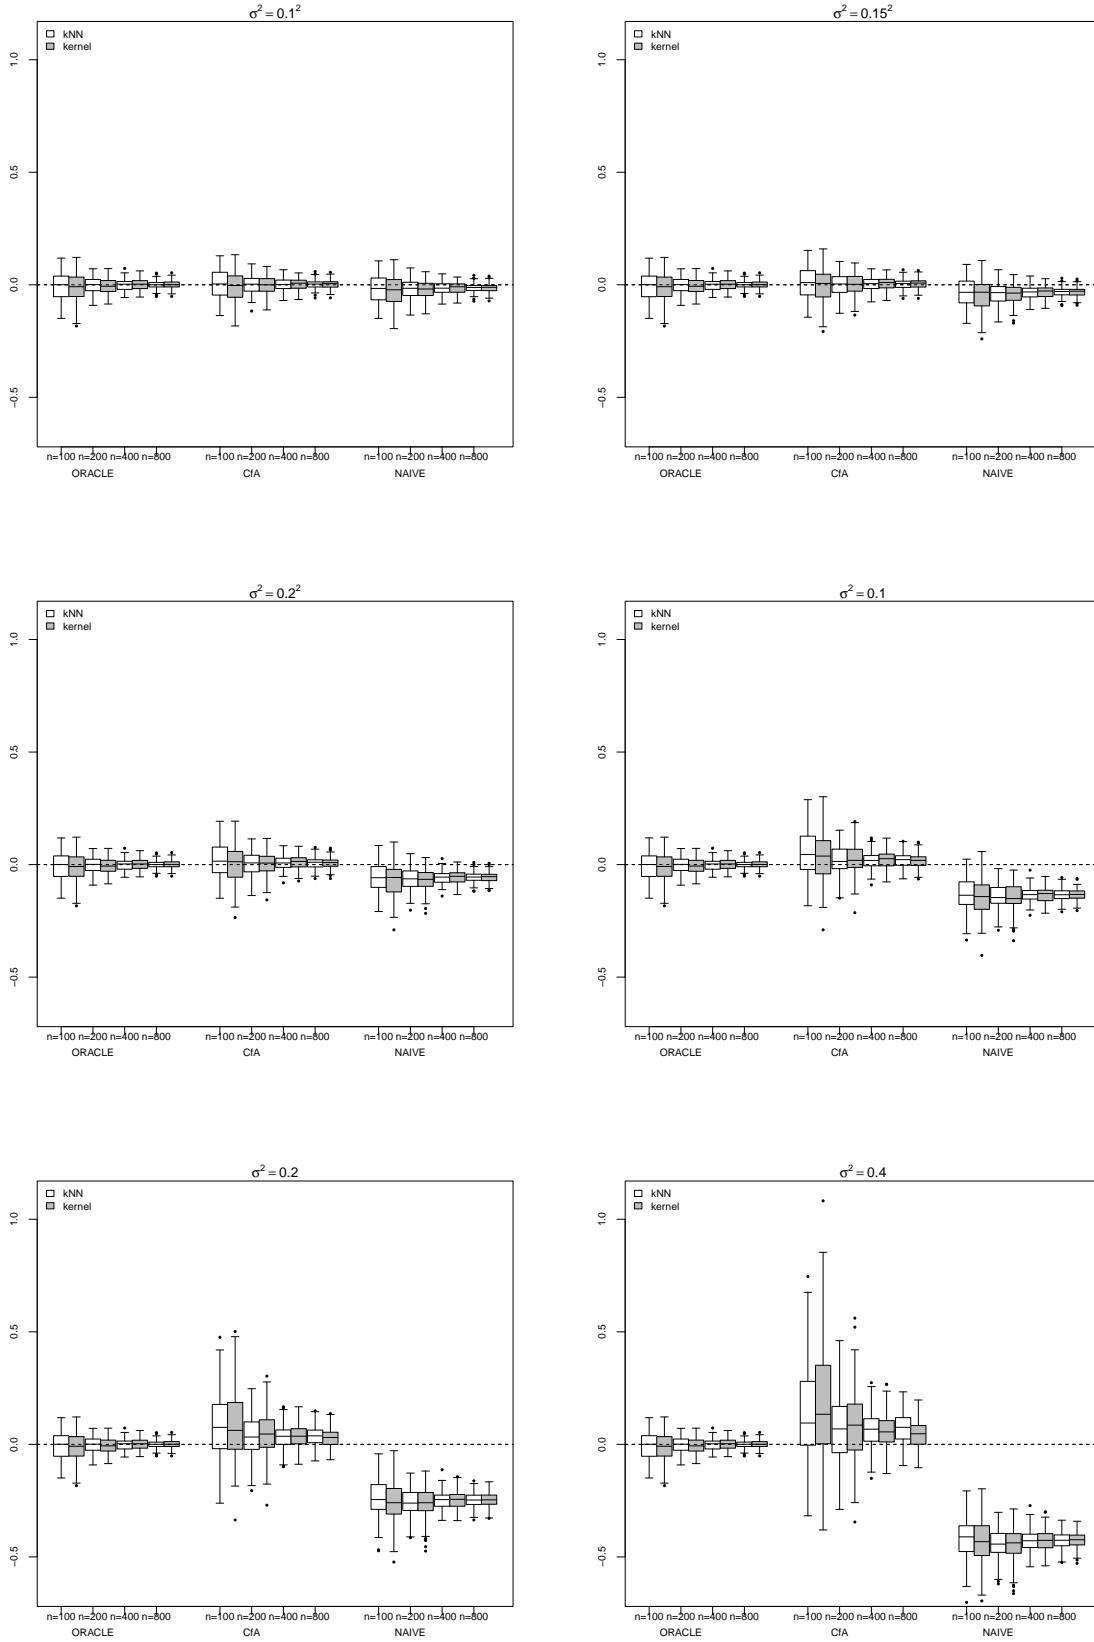 σ² = 0.1²
kNN
kernel
1.0
0.5
0.0
−0.5
n=100 n=200 n=400 n=800 n=100 n=200 n=400 n=800 n=100 n=200 n=400 n=800
ORACLE CfA NAIVE
σ² = 0.15²
kNN
kernel
1.0
0.5
0.0
−0.5
n=100 n=200 n=400 n=800 n=100 n=200 n=400 n=800 n=100 n=200 n=400 n=800
ORACLE CfA NAIVE
σ² = 0.2²
kNN
kernel
1.0
0.5
0.0
−0.5
n=100 n=200 n=400 n=800 n=100 n=200 n=400 n=800 n=100 n=200 n=400 n=800
ORACLE CfA NAIVE
σ² = 0.1
kNN
kernel
1.0
0.5
0.0
−0.5
n=100 n=200 n=400 n=800 n=100 n=200 n=400 n=800 n=100 n=200 n=400 n=800
ORACLE CfA NAIVE
σ² = 0.2
kNN
kernel
1.0
0.5
0.0
−0.5
n=100 n=200 n=400 n=800 n=100 n=200 n=400 n=800 n=100 n=200 n=400 n=800
ORACLE CfA NAIVE
σ² = 0.4
kNN
kernel
1.0
0.5
0.0
−0.5
n=100 n=200 n=400 n=800 n=100 n=200 n=400 n=800 n=100 n=200 n=400 n=800
ORACLE CfA NAIVE